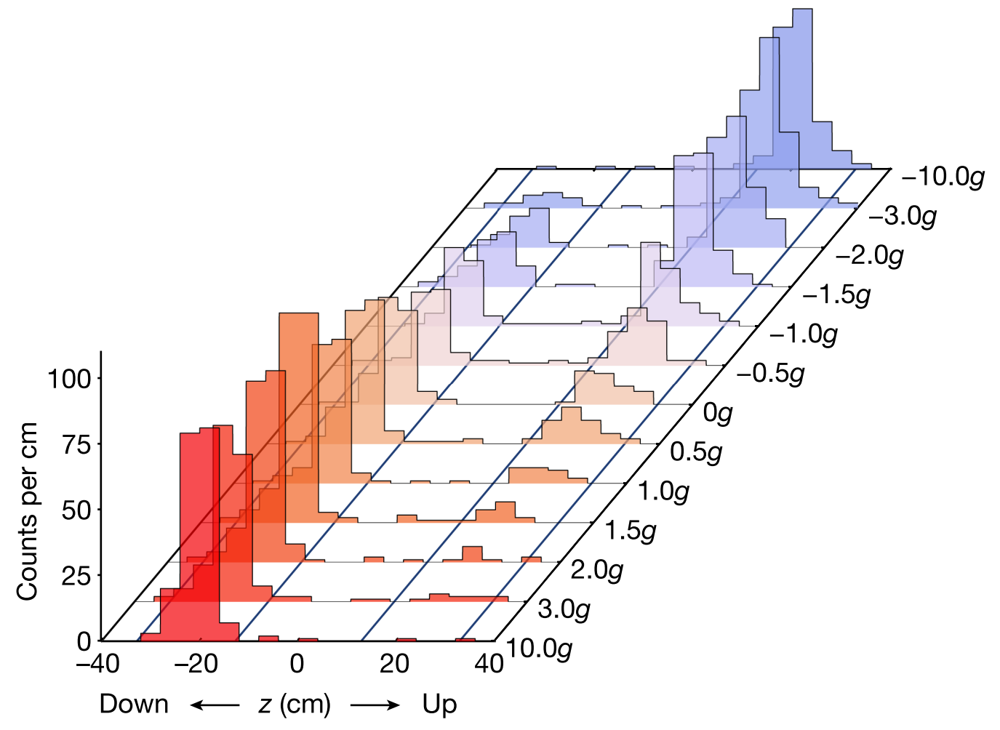 −10.0g
−3.0g
−2.0g
−1.5g
−1.0g
−0.5g
0g
0.5g
1.0g
1.5g
2.0g
3.0g
10.0g
Counts per cm
100
75
50
25
0
−40 −20 0 20 40
Down ← z (cm) → Up